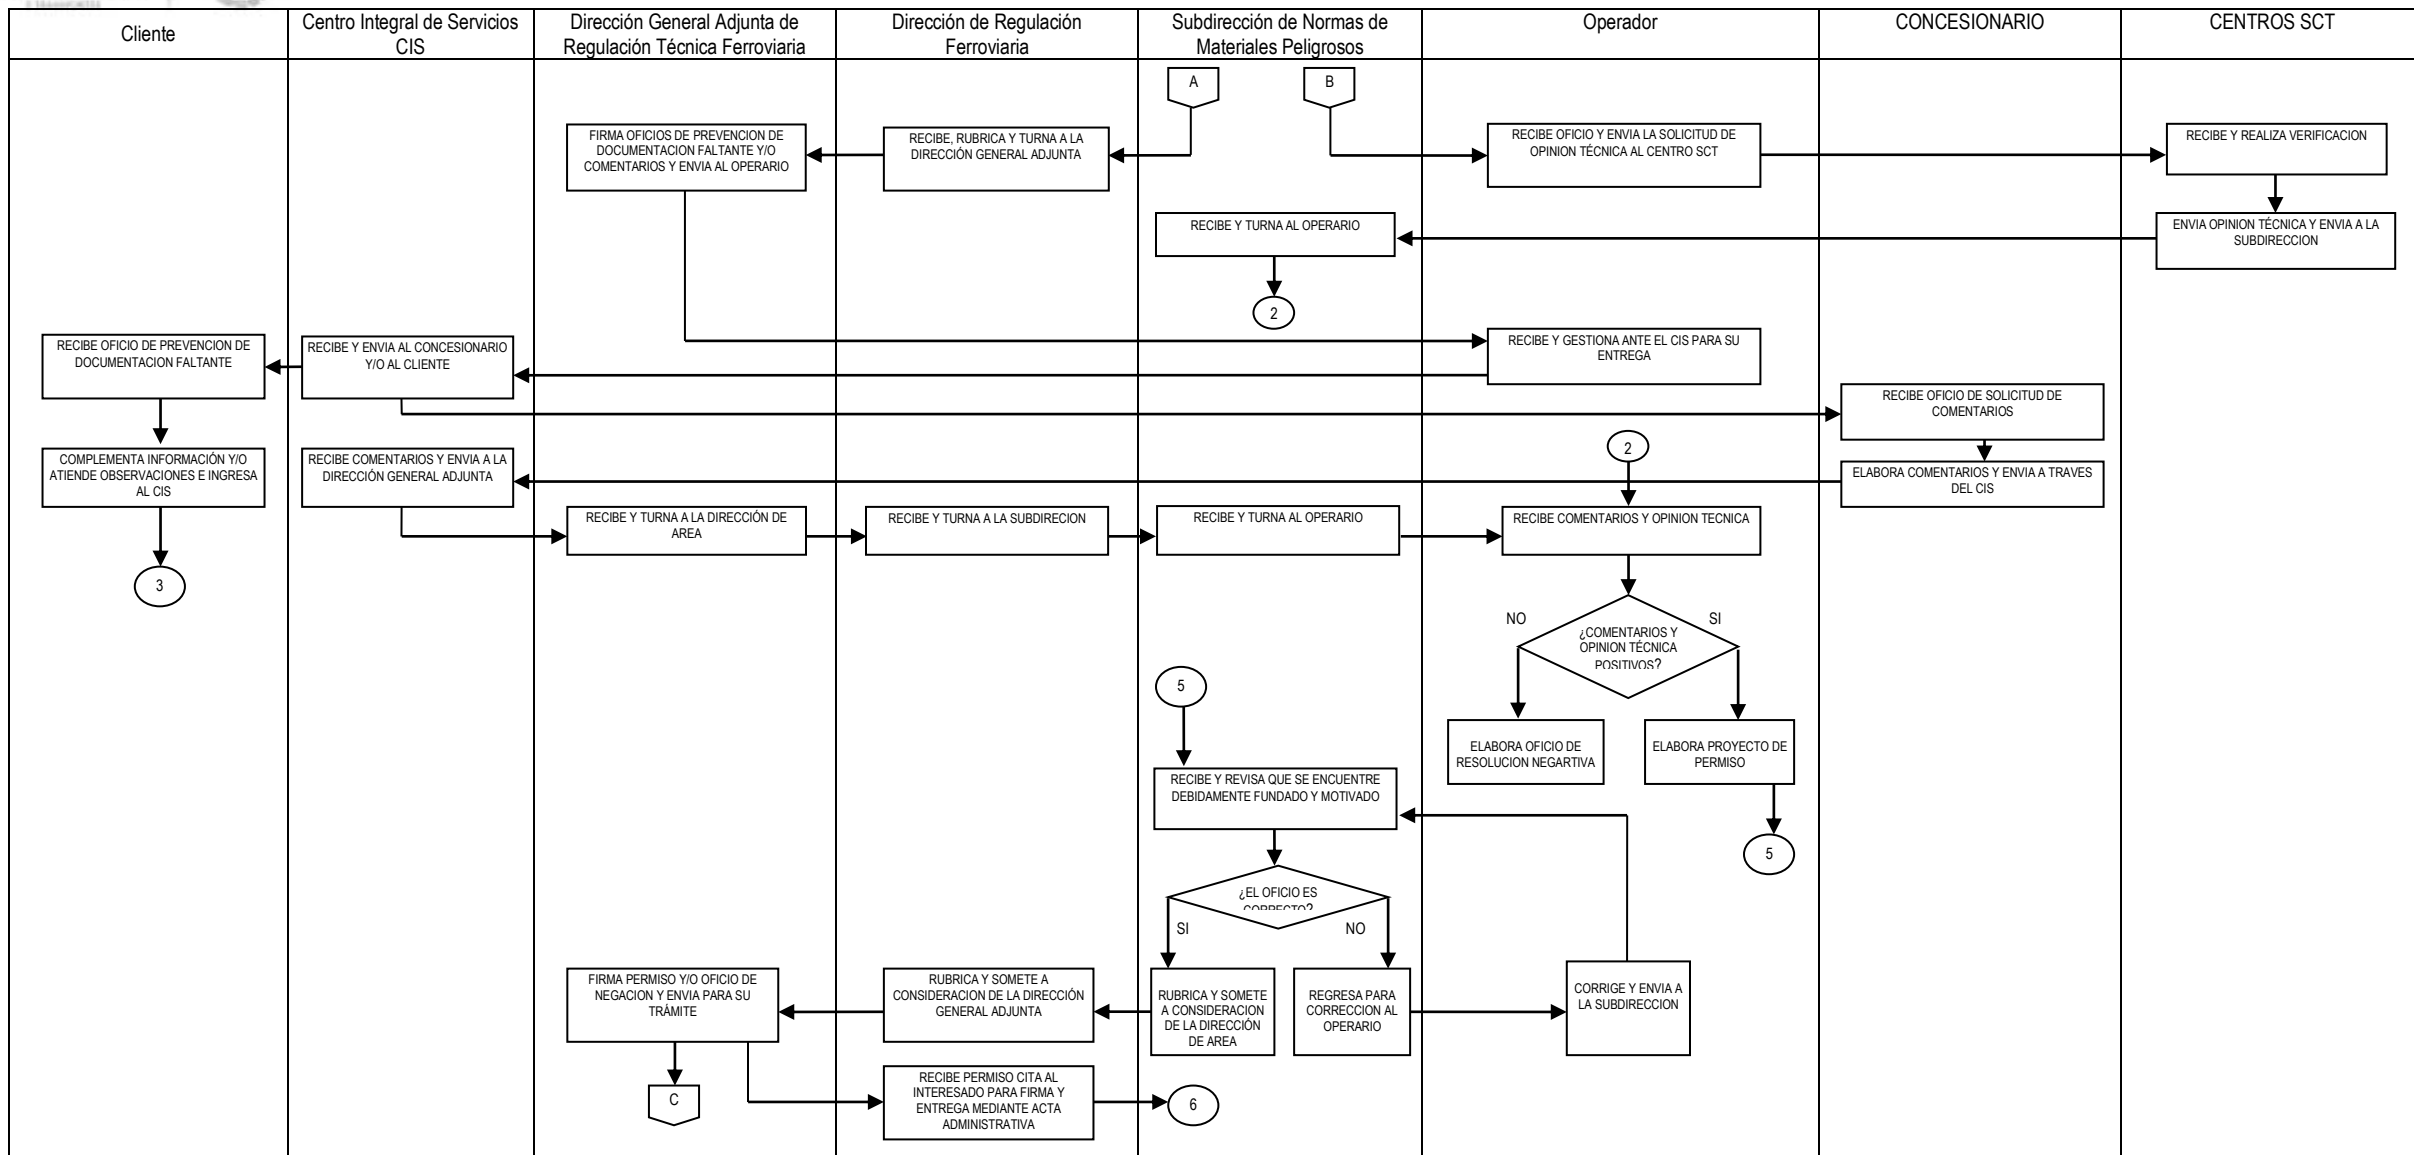 Cliente
Centro Integral de Servicios
CIS
Dirección General Adjunta de
Regulación Técnica Ferroviaria
Dirección de Regulación
Ferroviaria
Subdirección de Normas de
Materiales Peligrosos
Operador
CONCESIONARIO
CENTROS SCT
A
B
FIRMA OFICIOS DE PREVENCION DE
DOCUMENTACION FALTANTE Y/O
COMENTARIOS Y ENVIA AL OPERARIO
RECIBE, RUBRICA Y TURNA A LA
DIRECCIÓN GENERAL ADJUNTA
RECIBE OFICIO Y ENVIA LA SOLICITUD DE
OPINION TÉCNICA AL CENTRO SCT
RECIBE Y REALIZA VERIFICACION
RECIBE Y TURNA AL OPERARIO
ENVIA OPINION TÉCNICA Y ENVIA A LA
SUBDIRECCION
2
RECIBE OFICIO DE PREVENCION DE
DOCUMENTACION FALTANTE
RECIBE Y ENVIA AL CONCESIONARIO
Y/O AL CLIENTE
RECIBE Y GESTIONA ANTE EL CIS PARA SU
ENTREGA
RECIBE OFICIO DE SOLICITUD DE
COMENTARIOS
COMPLEMENTA INFORMACIÓN Y/O
ATIENDE OBSERVACIONES E INGRESA
AL CIS
RECIBE COMENTARIOS Y ENVIA A LA
DIRECCIÓN GENERAL ADJUNTA
2
ELABORA COMENTARIOS Y ENVIA A TRAVES
DEL CIS
RECIBE Y TURNA A LA DIRECCIÓN DE
AREA
RECIBE Y TURNA A LA SUBDIRECION
RECIBE Y TURNA AL OPERARIO
RECIBE COMENTARIOS Y OPINION TECNICA
3
NO
SI
¿COMENTARIOS Y
OPINION TÉCNICA
POSITIVOS?
5
ELABORA OFICIO DE
RESOLUCION NEGARTIVA
ELABORA PROYECTO DE
PERMISO
RECIBE Y REVISA QUE SE ENCUENTRE
DEBIDAMENTE FUNDADO Y MOTIVADO
5
¿EL OFICIO ES
CORRECTO?
SI
NO
FIRMA PERMISO Y/O OFICIO DE
NEGACION Y ENVIA PARA SU
TRÁMITE
RUBRICA Y SOMETE A
CONSIDERACION DE LA DIRECCIÓN
GENERAL ADJUNTA
RUBRICA Y SOMETE
A CONSIDERACION
DE LA DIRECCIÓN
DE AREA
REGRESA PARA
CORRECCION AL
OPERARIO
CORRIGE Y ENVIA A
LA SUBDIRECCION
C
RECIBE PERMISO CITA AL
INTERESADO PARA FIRMA Y
ENTREGA MEDIANTE ACTA
ADMINISTRATIVA
6